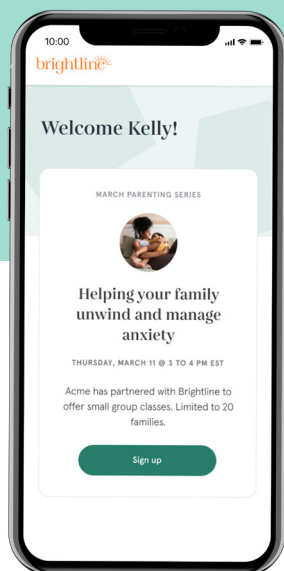 10:00
brightline
Welcome Kelly!
MARCH PARENTING SERIES
Helping your family
unwind and manage
anxiety
THURSDAY, MARCH 11 @ 3 TO 4 PM EST
Acme has partnered with Brightline to
offer small group classes. Limited to 20
families.
Sign up